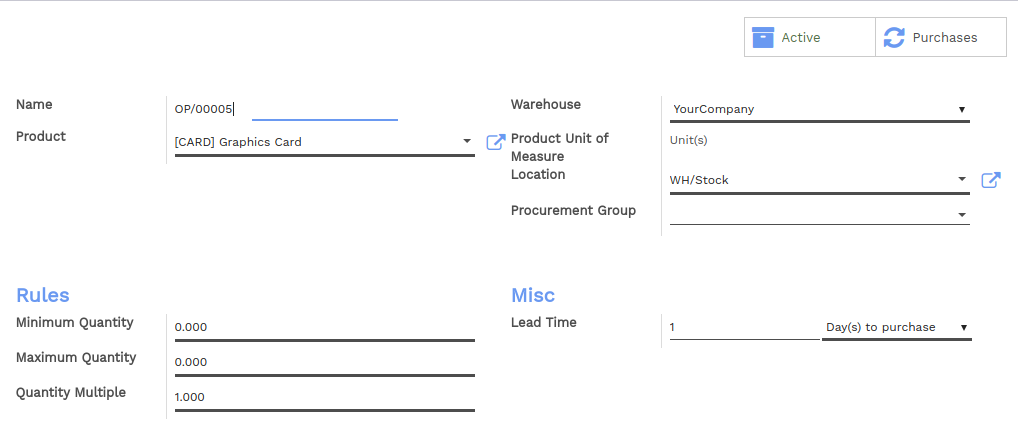 Active
Purchases
Name
OP/00005
Product
[CARD] Graphics Card
Warehouse
YourCompany
Product Unit of
Measure
Unit(s)
Location
WH/Stock
Procurement Group
Rules
Minimum Quantity
0.000
Maximum Quantity
0.000
Quantity Multiple
1.000
Misc
Lead Time
1
Day(s) to purchase